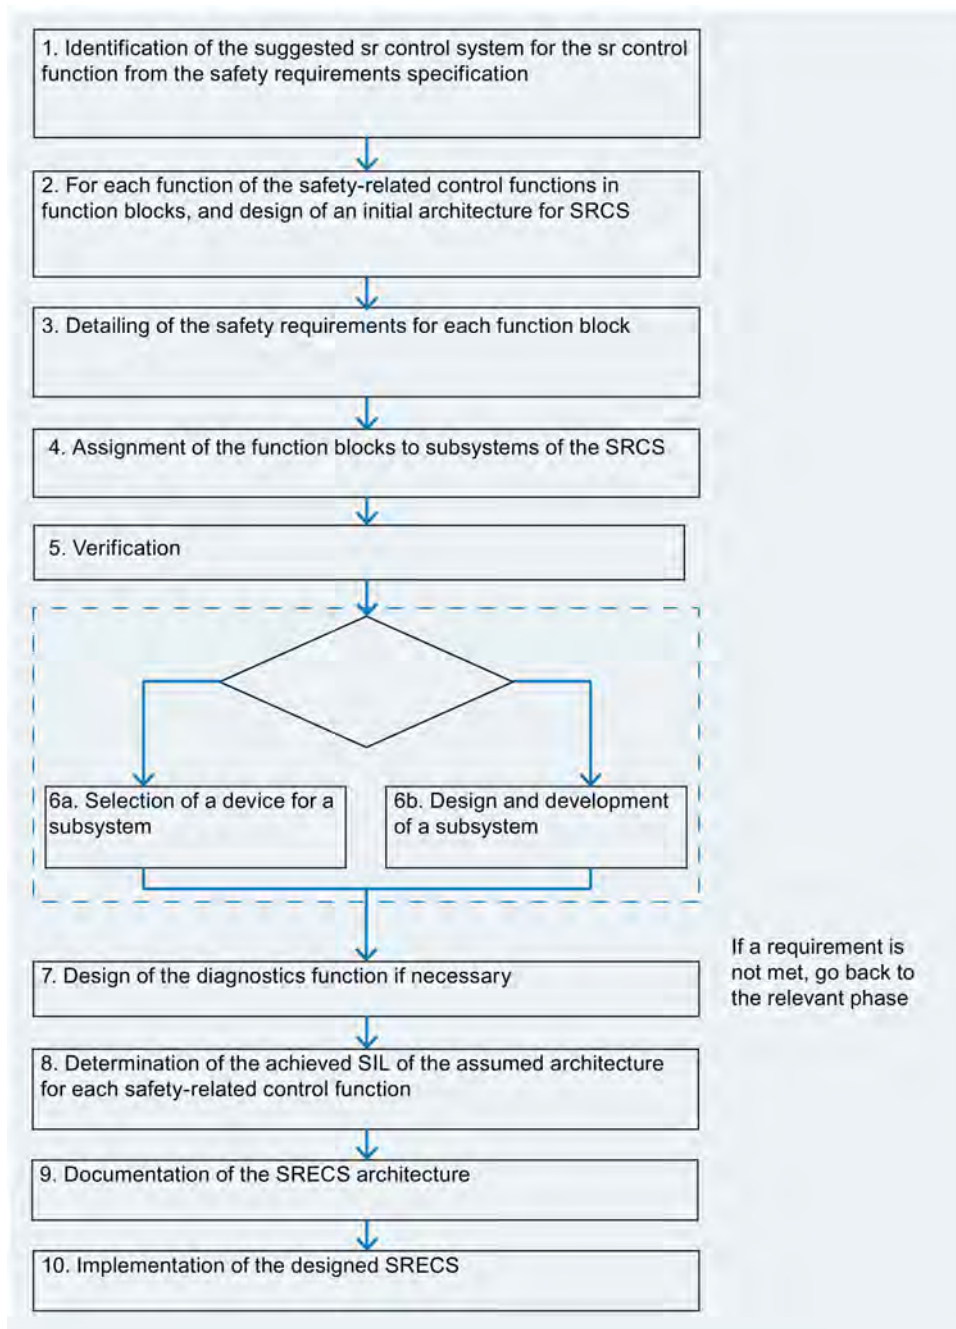 1. Identification of the suggested sr control system for the sr control
function from the safety requirements specification
2. For each function of the safety-related control functions in
function blocks, and design of an initial architecture for SRCS
3. Detailing of the safety requirements for each function block
4. Assignment of the function blocks to subsystems of the SRCS
5. Verification
6a. Selection of a device for a
subsystem
6b. Design and development
of a subsystem
If a requirement is
not met, go back to
the relevant phase
7. Design of the diagnostics function if necessary
8. Determination of the achieved SIL of the assumed architecture
for each safety-related control function
9. Documentation of the SRECS architecture
10. Implementation of the designed SRECS